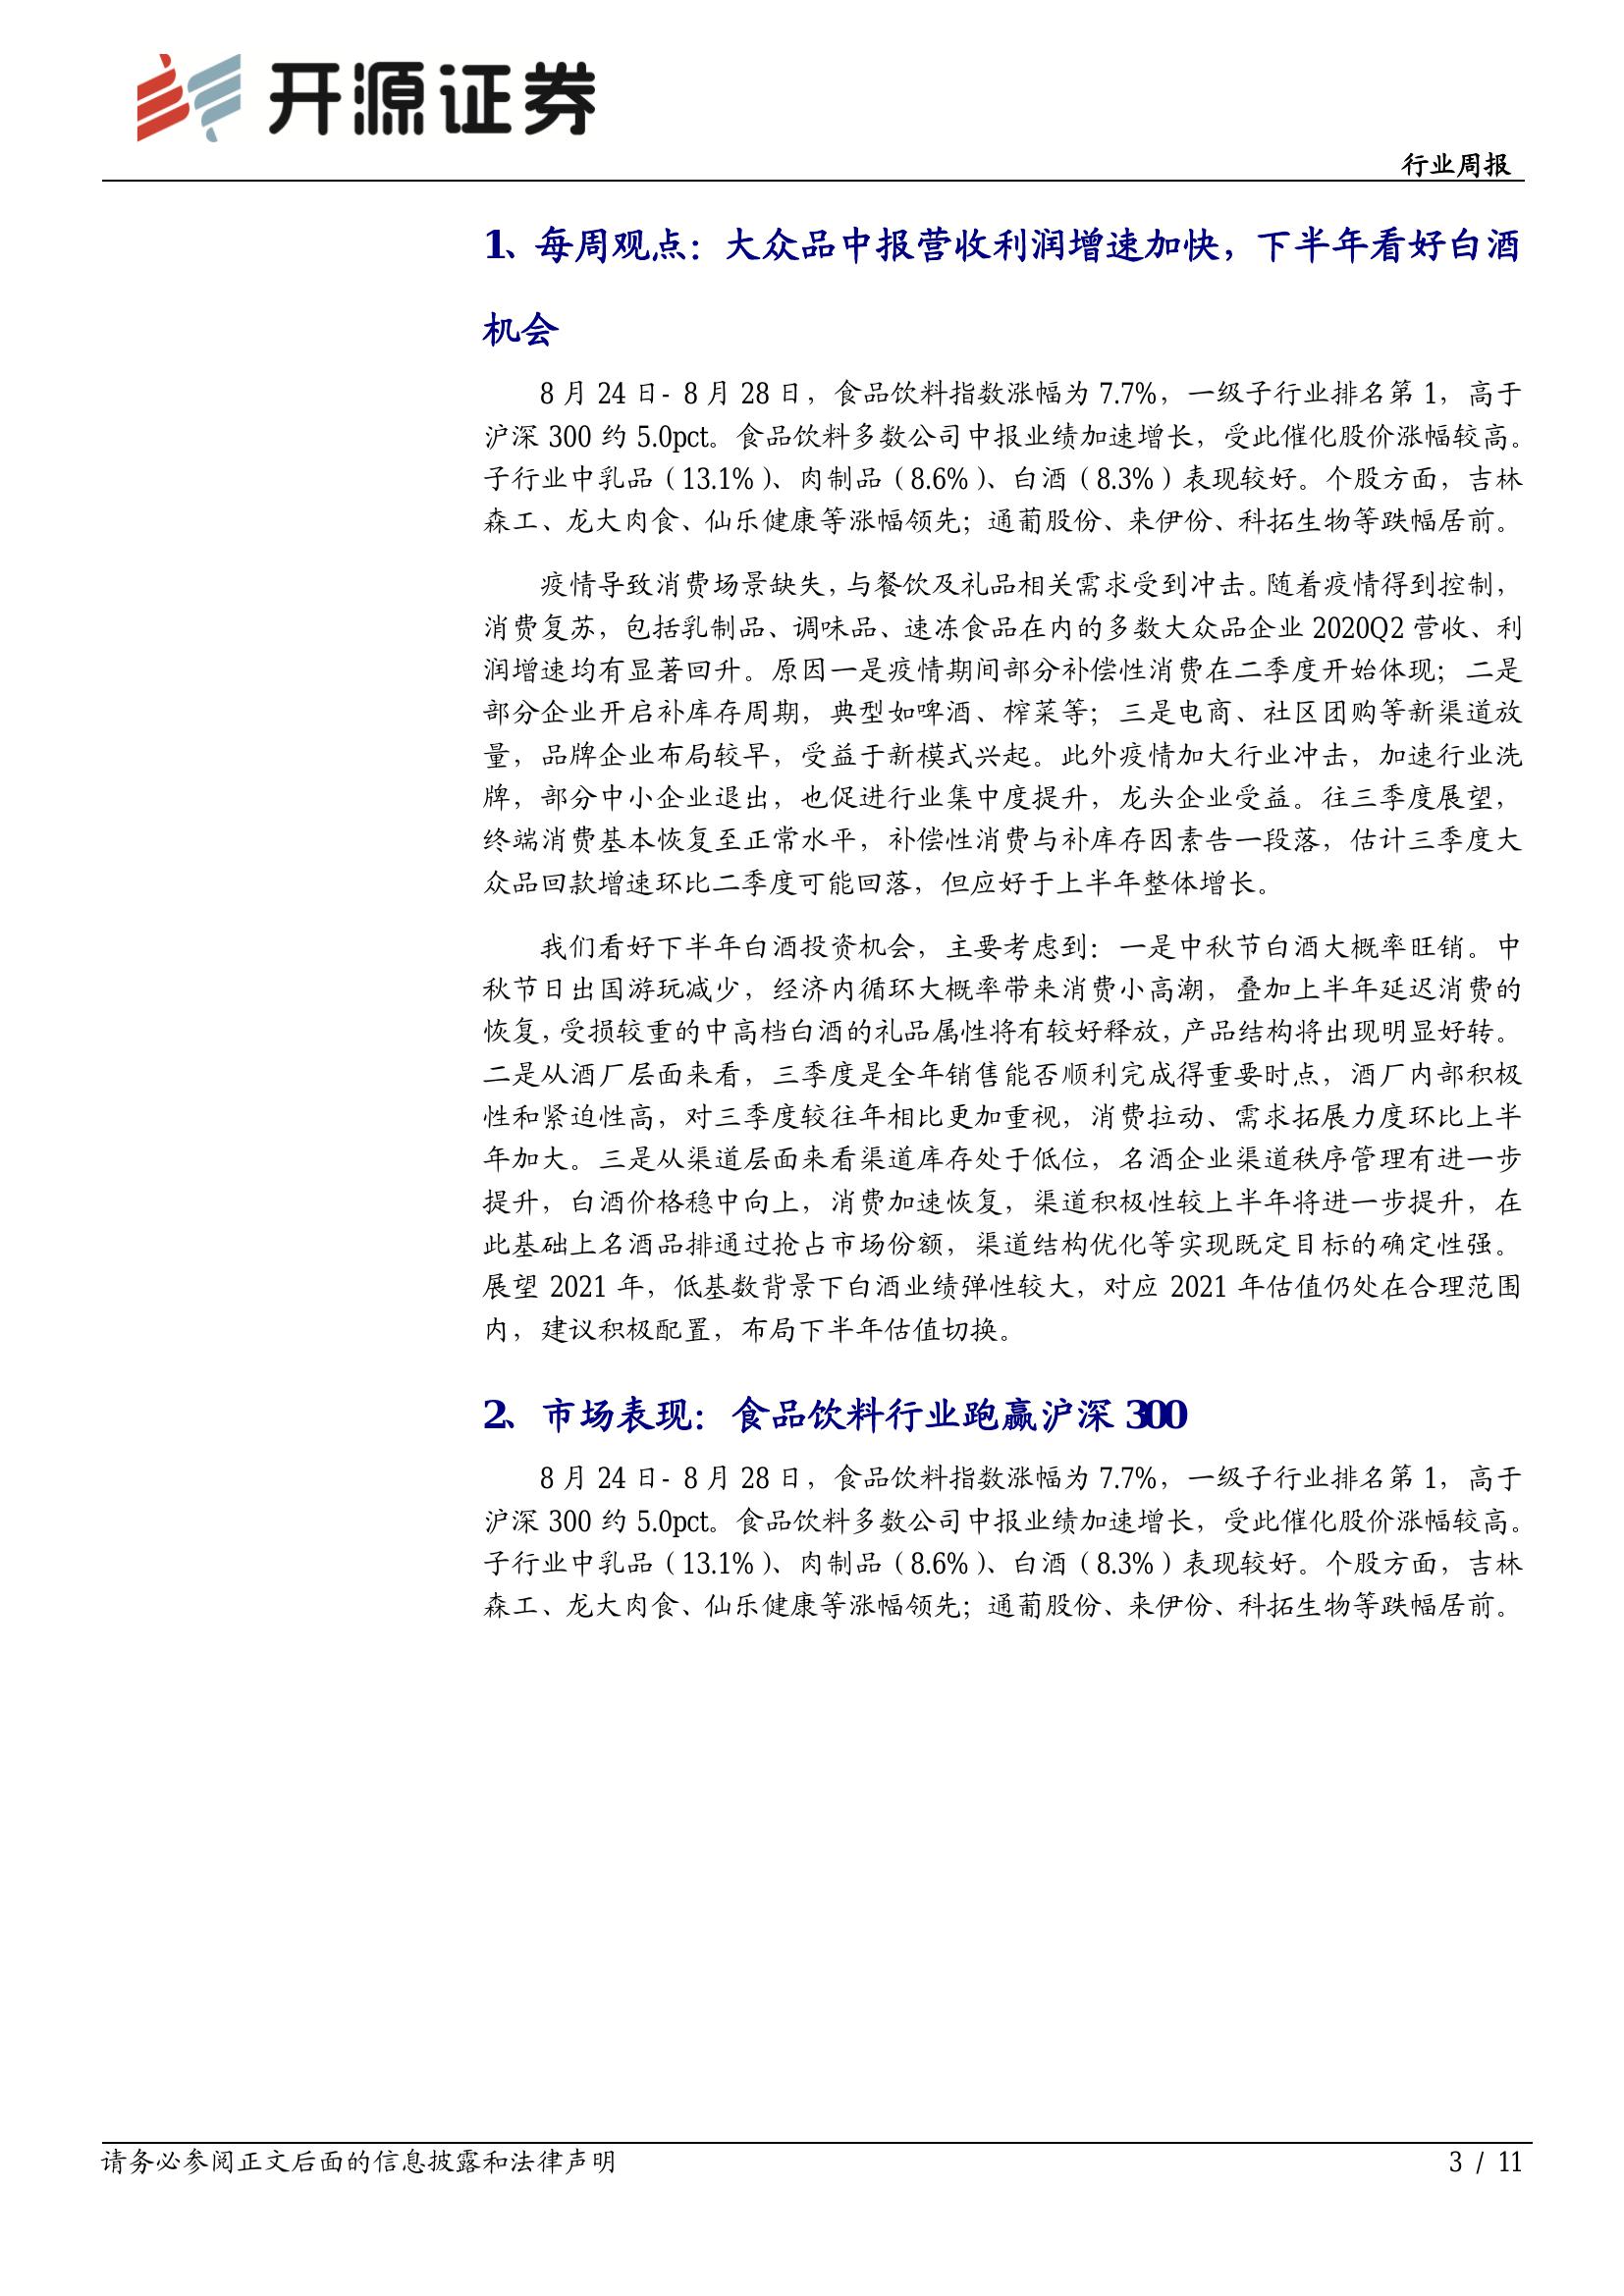 开源证券
行业周报
1、每周观点：大众品中报营收利润增速加快，下半年看好白酒
机会
8 月 24 日- 8 月 28 日，食品饮料指数涨幅为 7.7%，一级子行业排名第 1，高于
沪深 300 约 5.0pct。食品饮料多数公司中报业绩加速增长，受此催化股价涨幅较高。
子行业中乳品（13.1%）、肉制品（8.6%）、白酒（8.3%）表现较好。个股方面，吉林
森工、龙大肉食、仙乐健康等涨幅领先；通葡股份、来伊份、科拓生物等跌幅居前。
疫情导致消费场景缺失，与餐饮及礼品相关需求受到冲击。随着疫情得到控制，
消费复苏，包括乳制品、调味品、速冻食品在内的多数大众品企业 2020Q2 营收、利
润增速均有显著回升。原因一是疫情期间部分补偿性消费在二季度开始体现；二是
部分企业开启补库存周期，典型如啤酒、榨菜等；三是电商、社区团购等新渠道放
量，品牌企业布局较早，受益于新模式兴起。此外疫情加大行业冲击，加速行业洗
牌，部分中小企业退出，也促进行业集中度提升，龙头企业受益。往三季度展望，
终端消费基本恢复至正常水平，补偿性消费与补库存因素告一段落，估计三季度大
众品回款增速环比二季度可能回落，但应好于上半年整体增长。
我们看好下半年白酒投资机会，主要考虑到：一是中秋节白酒大概率旺销。中
秋节日出国游玩减少，经济内循环大概率带来消费小高潮，叠加上半年延迟消费的
恢复，受损较重的中高档白酒的礼品属性将有较好释放，产品结构将出现明显好转。
二是从酒厂层面来看，三季度是全年销售能否顺利完成得重要时点，酒厂内部积极
性和紧迫性高，对三季度较往年相比更加重视，消费拉动、需求拓展力度环比上半
年加大。三是从渠道层面来看渠道库存处于低位，名酒企业渠道秩序管理有进一步
提升，白酒价格稳中向上，消费加速恢复，渠道积极性较上半年将进一步提升，在
此基础上名酒品排通过抢占市场份额，渠道结构优化等实现既定目标的确定性强。
展望 2021 年，低基数背景下白酒业绩弹性较大，对应 2021 年估值仍处在合理范围
内，建议积极配置，布局下半年估值切换。
2、市场表现：食品饮料行业跑赢沪深 300
8 月 24 日- 8 月 28 日，食品饮料指数涨幅为 7.7%，一级子行业排名第 1，高于
沪深 300 约 5.0pct。食品饮料多数公司中报业绩加速增长，受此催化股价涨幅较高。
子行业中乳品（13.1%）、肉制品（8.6%）、白酒（8.3%）表现较好。个股方面，吉林
森工、龙大肉食、仙乐健康等涨幅领先；通葡股份、来伊份、科拓生物等跌幅居前。
请务必参阅正文后面的信息披露和法律声明
3 / 11